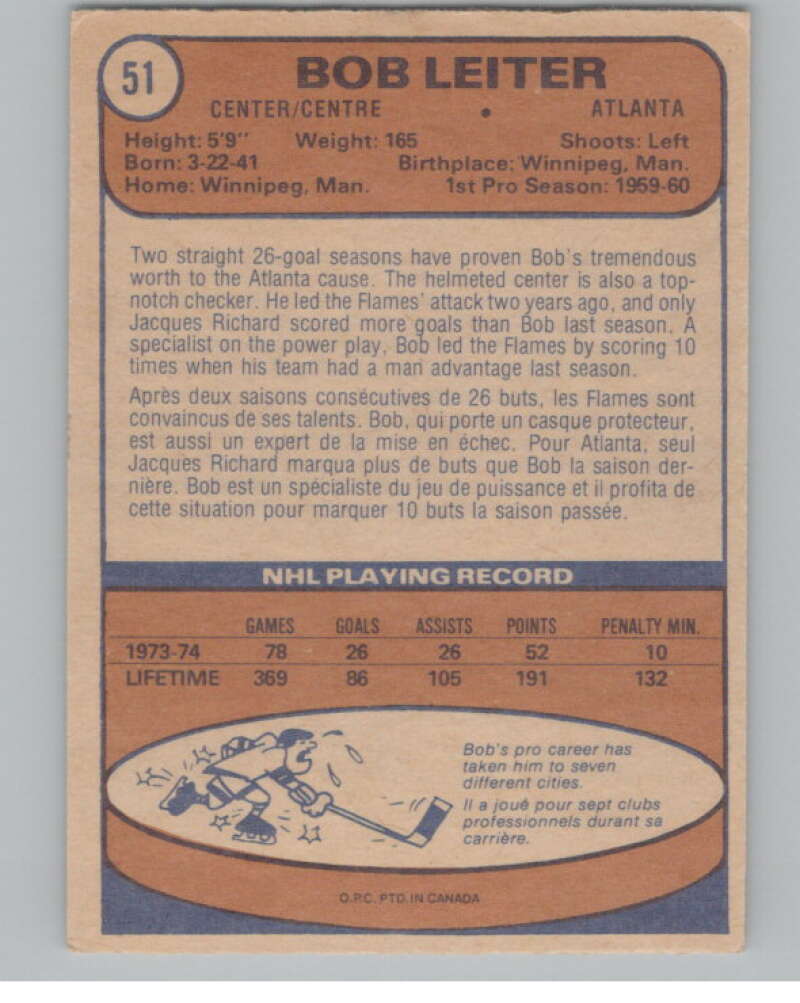 51
BOB LEITER
CENTER/CENTRE • ATLANTA
Height: 5'9" Weight: 165 Shoots: Left
Born: 3-22-41 Birthplace: Winnipeg, Man.
Home: Winnipeg, Man. 1st Pro Season: 1959-60
Two straight 26-goal seasons have proven Bob's tremendous
worth to the Atlanta cause. The helmeted center is also a top-
notch checker. He led the Flames' attack two years ago, and only
Jacques Richard scored more goals than Bob last season. A
specialist on the power play, Bob led the Flames by scoring 10
times when his team had a man advantage last season.
Après deux saisons consécutives de 26 buts, les Flames sont
convaincus de ses talents. Bob, qui porte un casque protecteur,
est aussi un expert de la mise en échec. Pour Atlanta, seul
Jacques Richard marqua plus de buts que Bob la saison der-
nière. Bob est un spécialiste du jeu de puissance et il profita de
cette situation pour marquer 10 buts la saison passée.
NHL PLAYING RECORD
GAMES GOALS ASSISTS POINTS PENALTY MIN.
1973-74 78 26 26 52 10
LIFETIME 369 86 105 191 132
Bob's pro career has
taken him to seven
different cities.
Il a joué pour sept clubs
professionnels durant sa
carrière.
O.P.C. PTD. IN CANADA